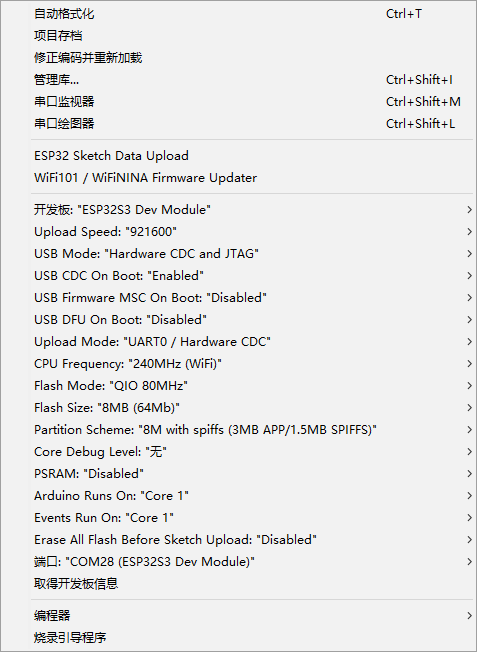 自动格式化 Ctrl+T
项目存档
修正编码并重新加载
管理库... Ctrl+Shift+I
串口监视器 Ctrl+Shift+M
串口绘图器 Ctrl+Shift+L
ESP32 Sketch Data Upload
WiFi101 / WiFiNINA Firmware Updater
开发板: "ESP32S3 Dev Module"
Upload Speed: "921600"
USB Mode: "Hardware CDC and JTAG"
USB CDC On Boot: "Enabled"
USB Firmware MSC On Boot: "Disabled"
USB DFU On Boot: "Disabled"
Upload Mode: "UART0 / Hardware CDC"
CPU Frequency: "240MHz (WiFi)"
Flash Mode: "QIO 80MHz"
Flash Size: "8MB (64Mb)"
Partition Scheme: "8M with spiffs (3MB APP/1.5MB SPIFFS)"
Core Debug Level: "无"
PSRAM: "Disabled"
Arduino Runs On: "Core 1"
Events Run On: "Core 1"
Erase All Flash Before Sketch Upload: "Disabled"
端口: "COM28 (ESP32S3 Dev Module)"
取得开发板信息
编程器
烧录引导程序